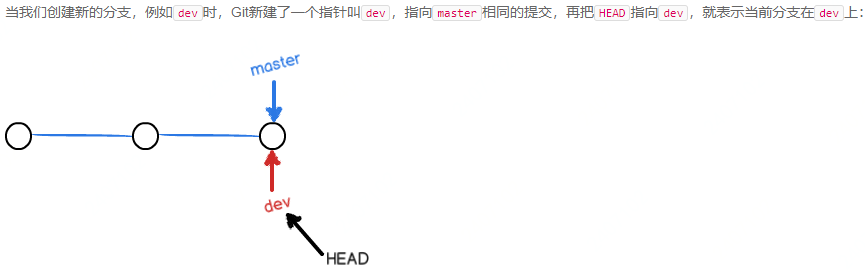 当我们创建新的分支，例如dev时，Git新建了一个指针叫dev，指向master相同的提交，再把HEAD指向dev，就表示当前分支在dev上：
master
dev
HEAD